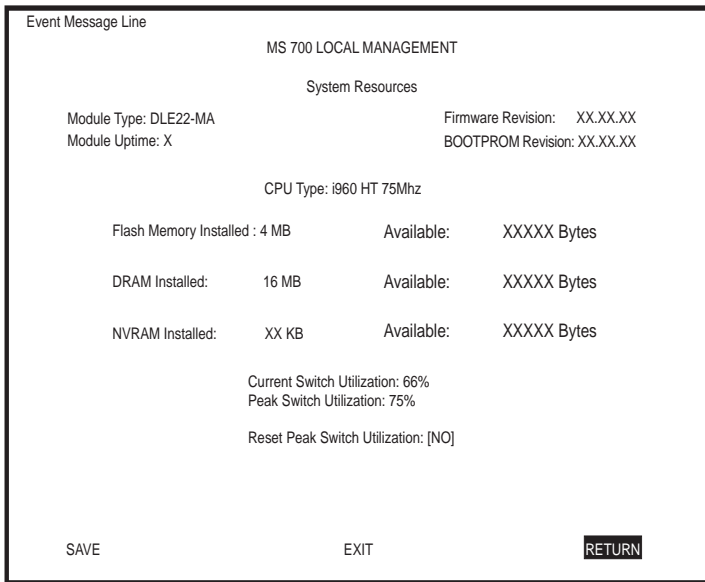 Event Message Line
MS 700 LOCAL MANAGEMENT
System Resources
Module Type: DLE22-MA Firmware Revision: XX.XX.XX
Module Uptime: X BOOTPROM Revision: XX.XX.XX
CPU Type: i960 HT 75Mhz
Flash Memory Installed : 4 MB Available: XXXXX Bytes
DRAM Installed: 16 MB Available: XXXXX Bytes
NVRAM Installed: XX KB Available: XXXXX Bytes
Current Switch Utilization: 66%
Peak Switch Utilization: 75%
Reset Peak Switch Utilization: [NO]
SAVE EXIT RETURN